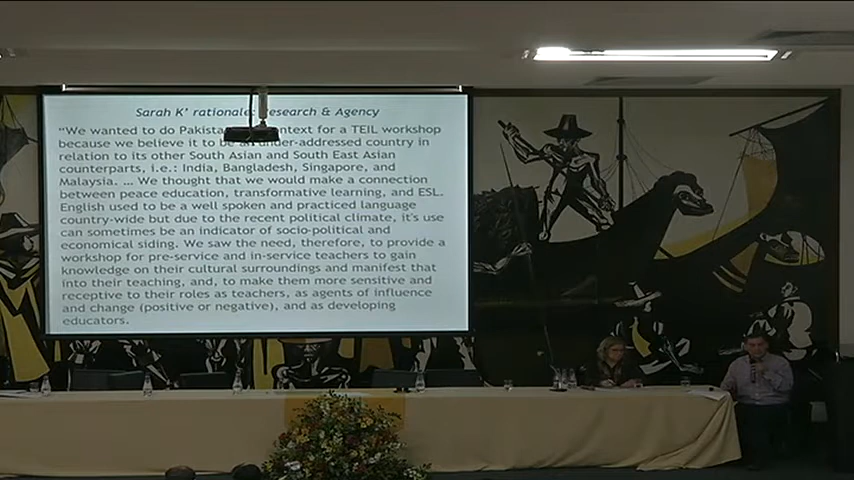 Sarah K' rationale: Research & Agency
"We wanted to do Pakista context for a TEIL workshop
because we believe it to be an under-addressed country in
relation to its other South Asian and South East Asian
counterparts, i.e.: India, Bangladesh, Singapore, and
Malaysia. ... We thought that we would make a connection
between peace education, transformative learning, and ESL.
English used to be a well spoken and practiced language
country-wide but due to the recent political climate, it's use
can sometimes be an indicator of socio-political and
economical siding. We saw the need, therefore, to provide a
workshop for pre-service and in-service teachers to gain
knowledge on their cultural surroundings and manifest that
into their teaching, and, to make them more sensitive and
receptive to their roles as teachers, as agents of influence
and change (positive or negative), and as developing
educators.